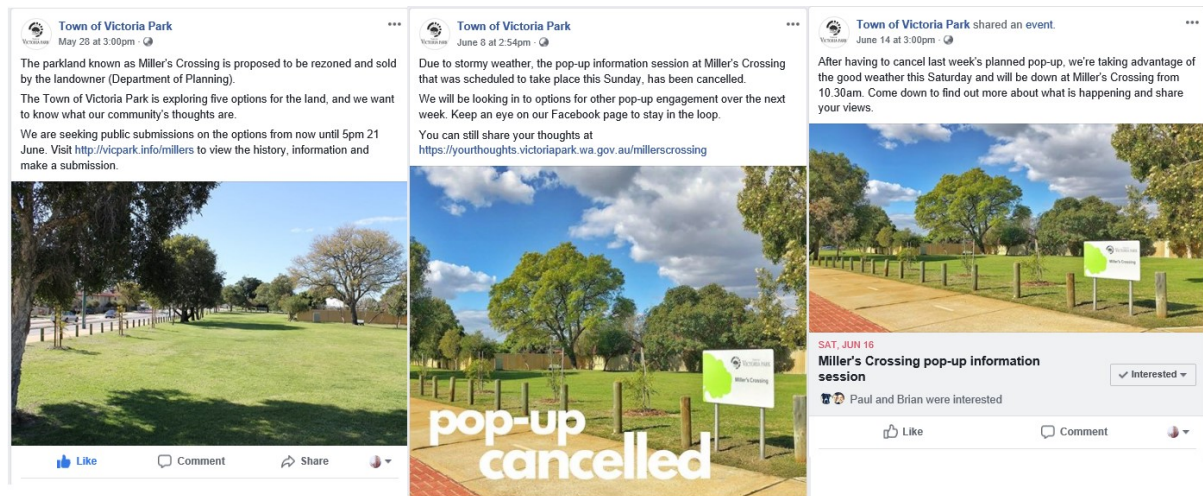 Town of Victoria Park
May 28 at 3:00pm ·
The parkland known as Miller's Crossing is proposed to be rezoned and sold
by the landowner (Department of Planning).
The Town of Victoria Park is exploring five options for the land, and we want
to know what our community's thoughts are.
We are seeking public submissions on the options from now until 5pm 21
June. Visit http://vicpark.info/millers to view the history, information and
make a submission.
Like Comment Share
Town of Victoria Park
June 8 at 2:54pm ·
Due to stormy weather, the pop-up information session at Miller's Crossing
that was scheduled to take place this Sunday, has been cancelled.
We will be looking in to options for other pop-up engagement over the next
week. Keep an eye on our Facebook page to stay in the loop.
You can still share your thoughts at
https://yourthoughts.victoriapark.wa.gov.au/millerscrossing
VICTORIA PARK
Miller's Crossing
pop-up
cancelled
Town of Victoria Park shared an event.
June 14 at 3:00pm ·
After having to cancel last week's planned pop-up, we're taking advantage of
the good weather this Saturday and will be down at Miller's Crossing from
10.30am. Come down to find out more about what is happening and share
your views.
VICTORIA PARK
Miller's Crossing
SAT, JUN 16
Miller's Crossing pop-up information
session
Interested
Paul and Brian were interested
Like Comment